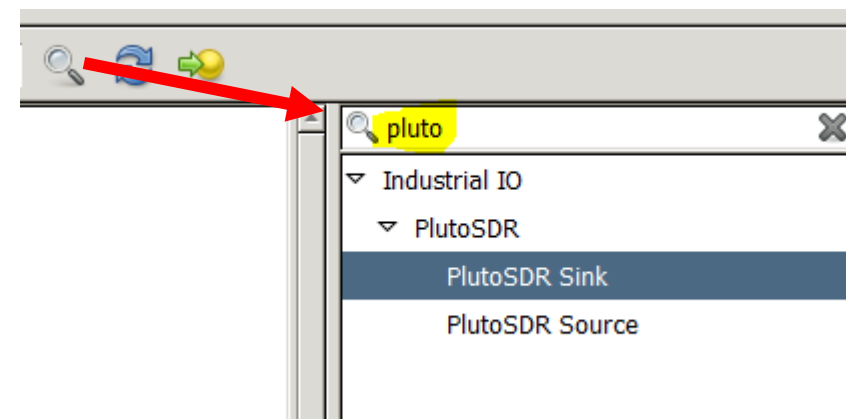 pluto
Industrial IO
PlutoSDR
PlutoSDR Sink
PlutoSDR Source